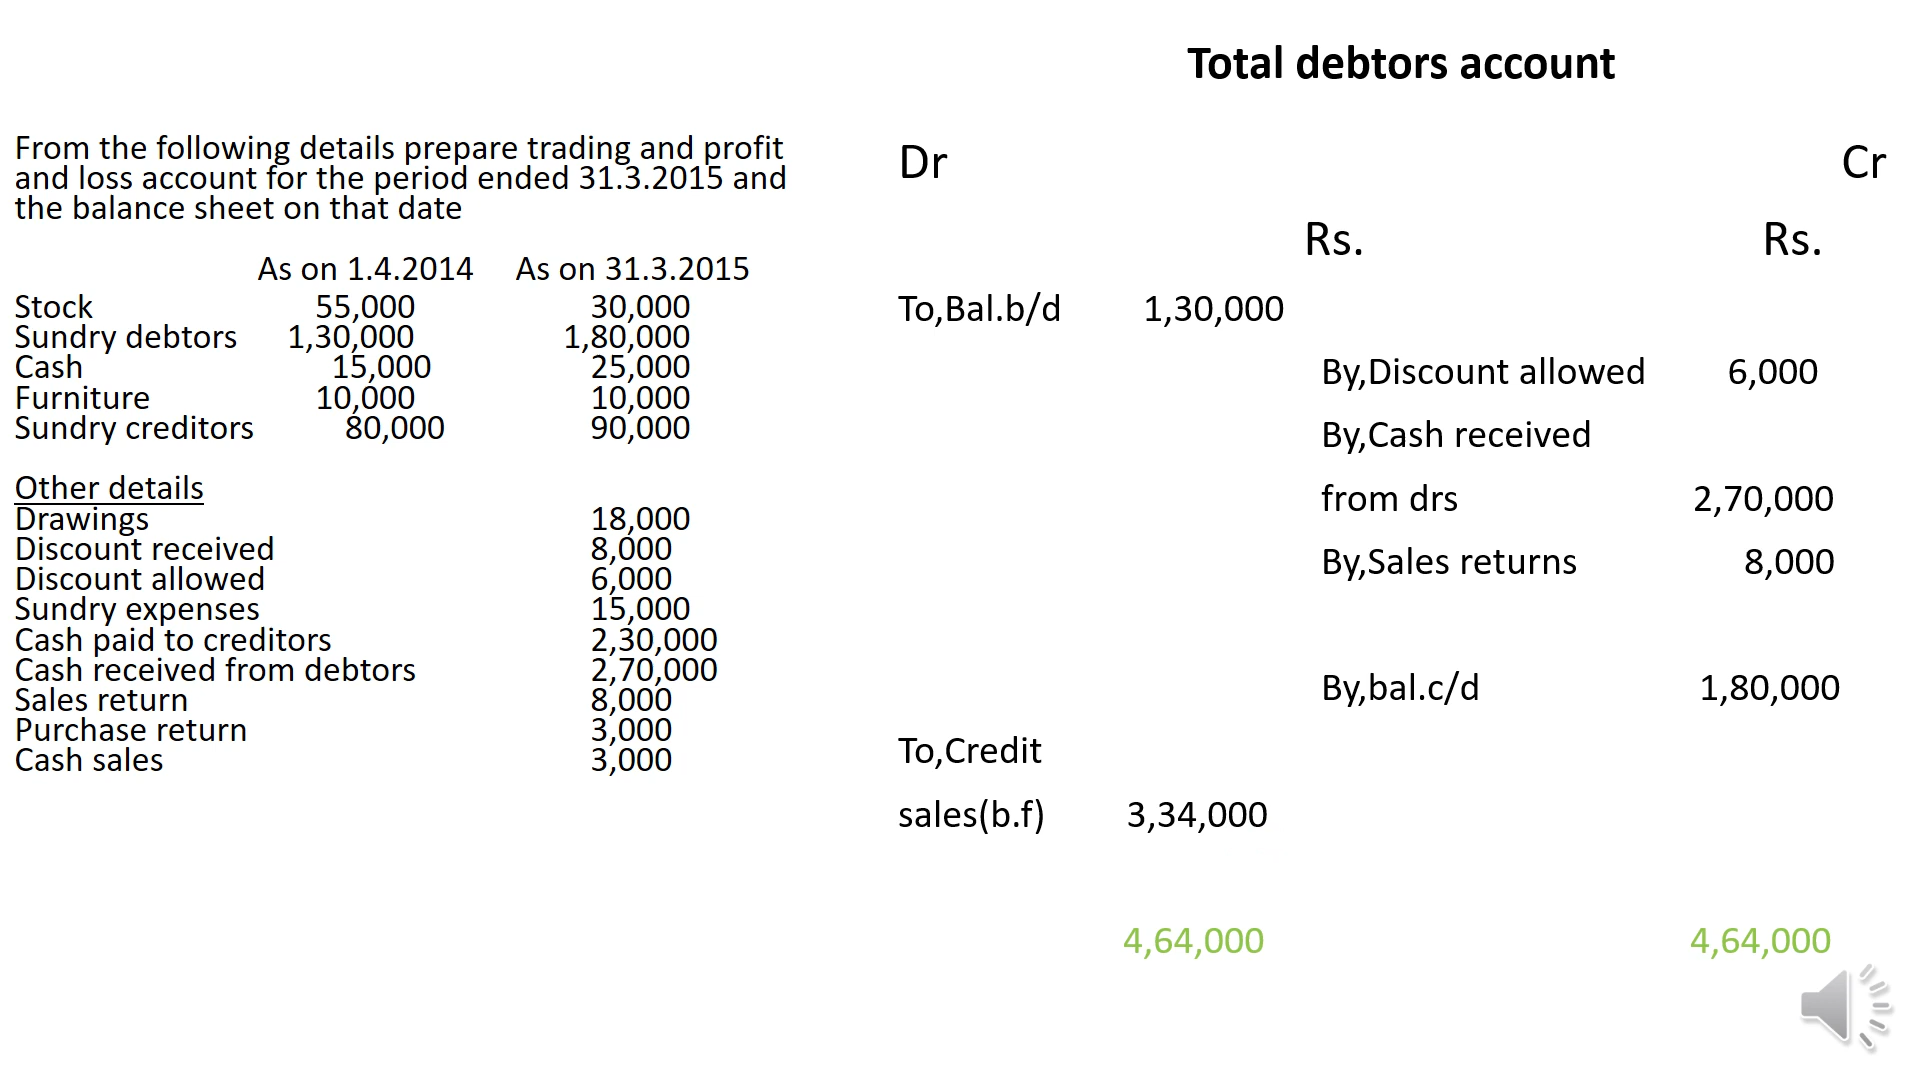 Total debtors account
From the following details prepare trading and profit
and loss account for the period ended 31.3.2015 and
the balance sheet on that date
As on 1.4.2014 As on 31.3.2015
Stock 55,000 30,000
Sundry debtors 1,30,000 1,80,000
Cash 15,000 25,000
Furniture 10,000 10,000
Sundry creditors 80,000 90,000
Other details
Drawings 18,000
Discount received 8,000
Discount allowed 6,000
Sundry expenses 15,000
Cash paid to creditors 2,30,000
Cash received from debtors 2,70,000
Sales return 8,000
Purchase return 3,000
Cash sales 3,000
Dr Cr
Rs. Rs.
To,Bal.b/d 1,30,000
By,Discount allowed 6,000
By,Cash received
from drs 2,70,000
By,Sales returns 8,000
By,bal.c/d 1,80,000
To,Credit
sales(b.f) 3,34,000
4,64,000 4,64,000